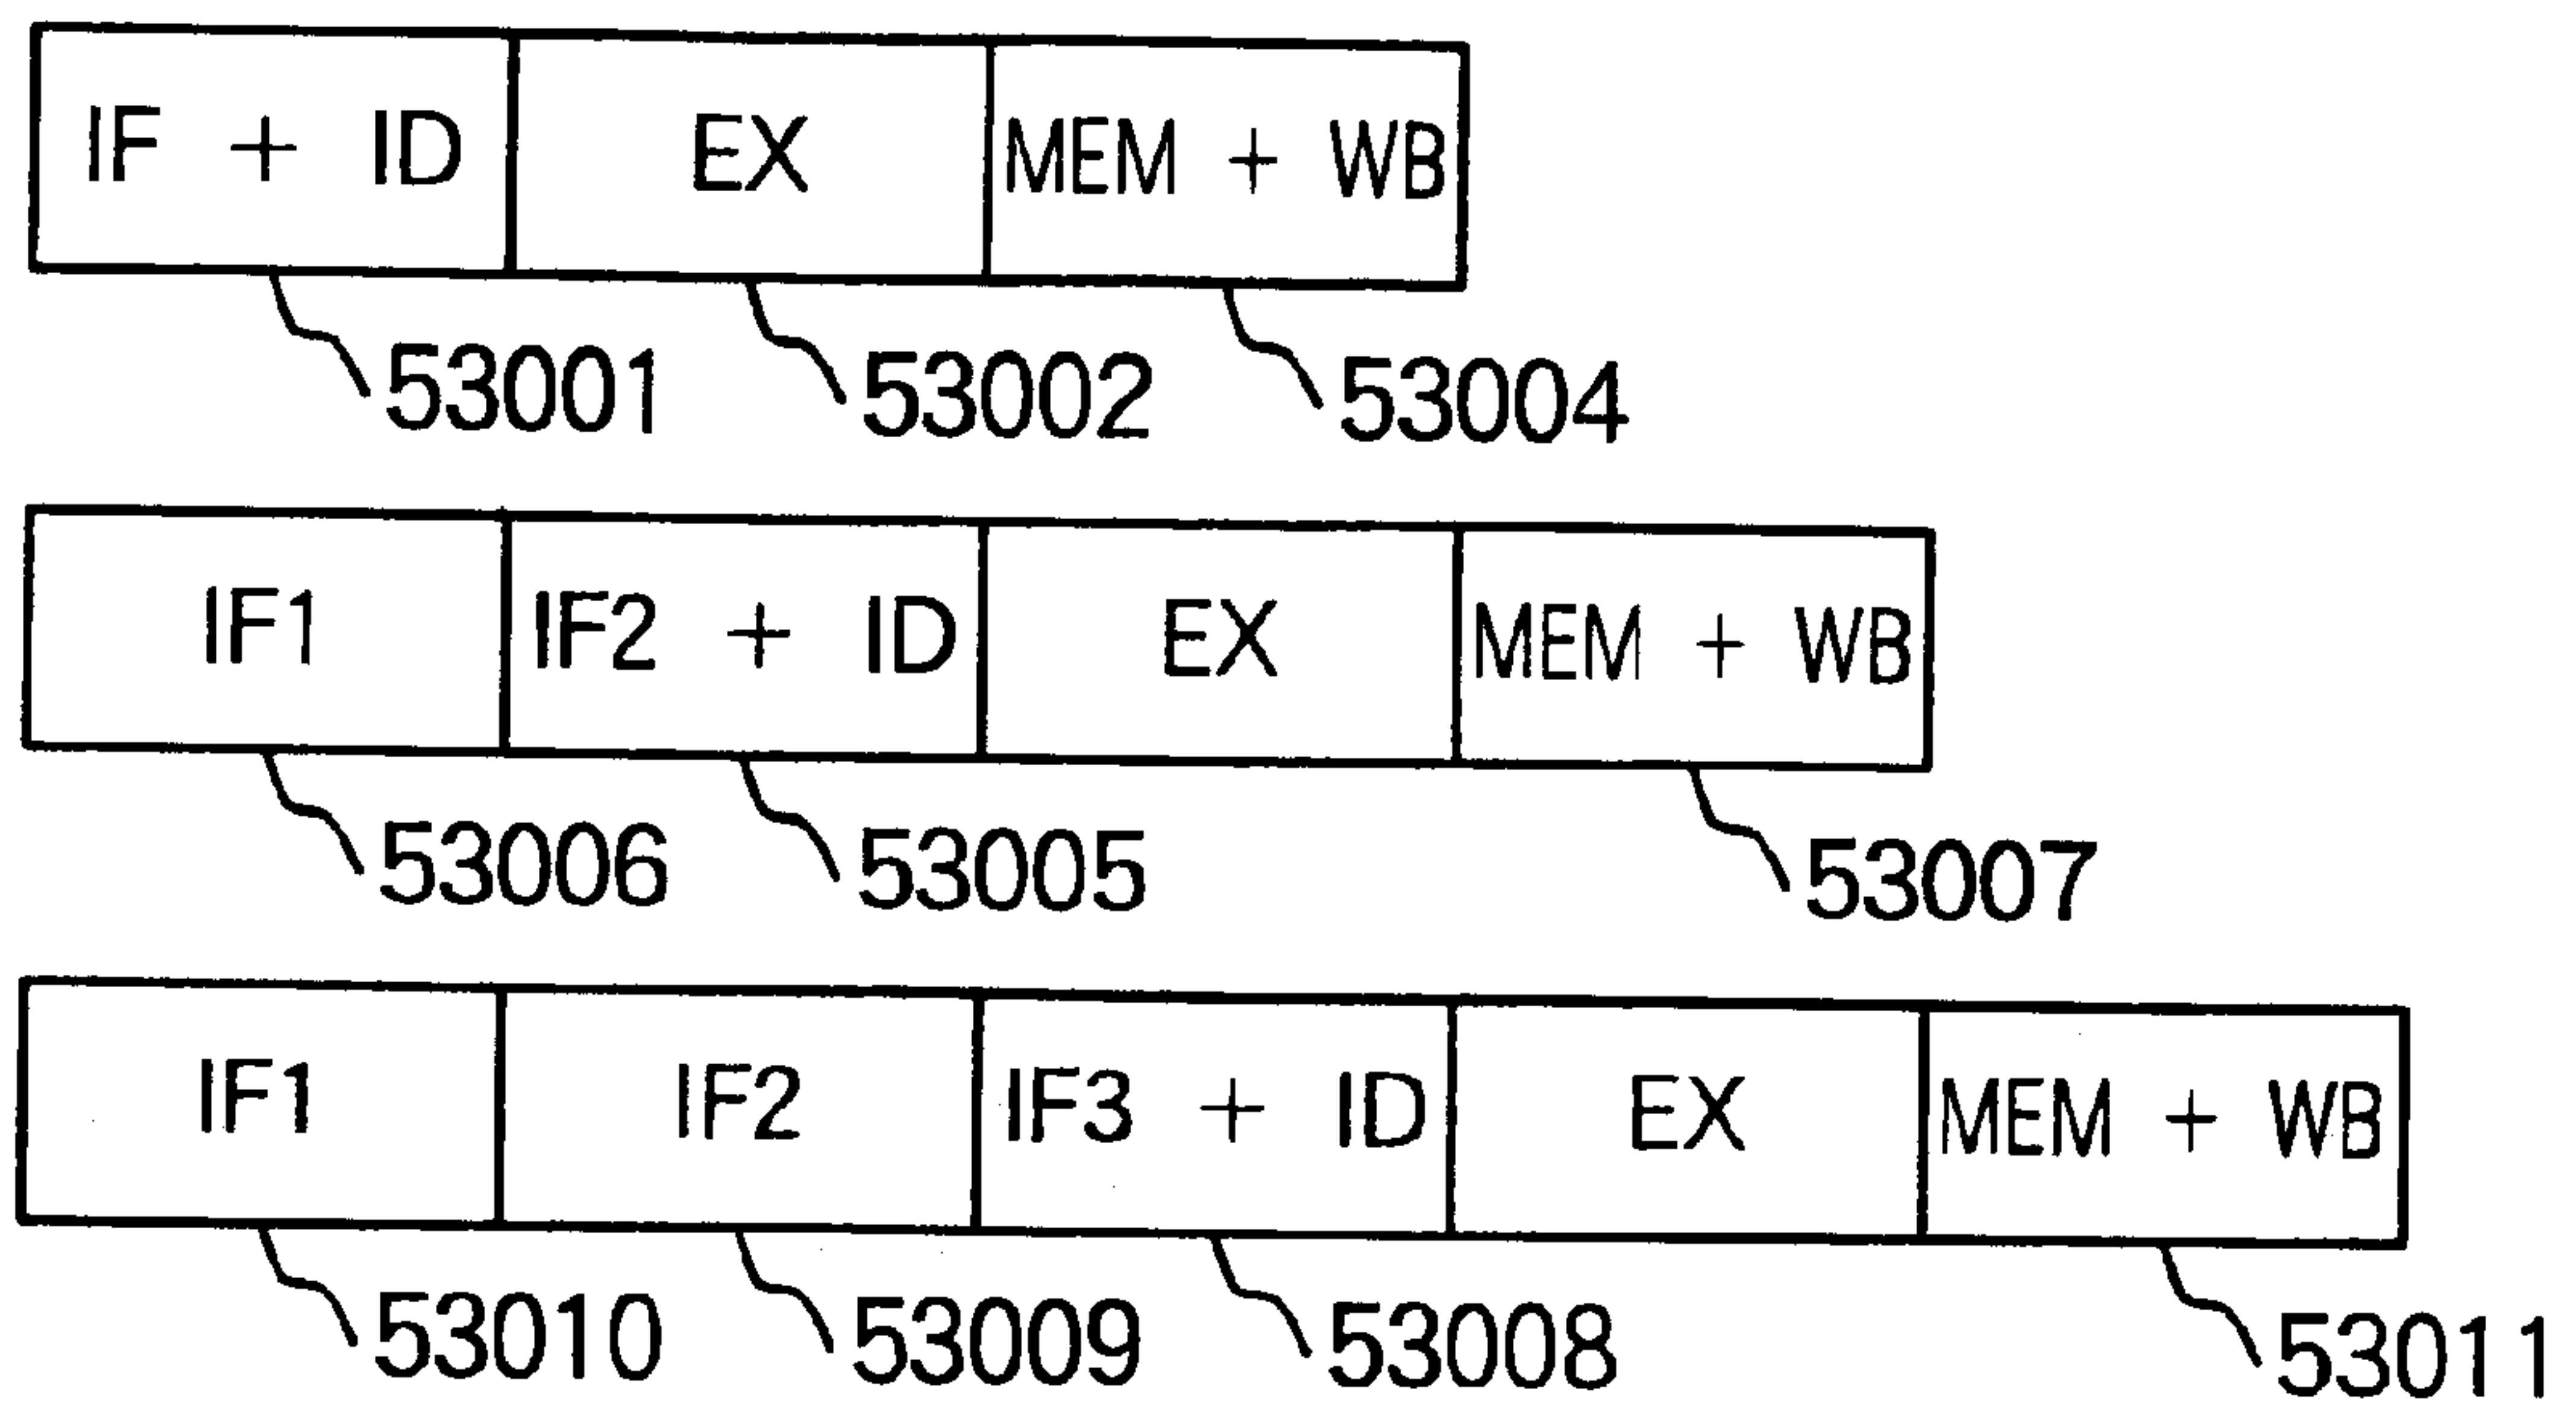 IF + ID EX MEM + WB
53001 53002 53004
IF1 IF2 + ID EX MEM + WB
53006 53005 53007
IF1 IF2 IF3 + ID EX MEM + WB
53010 53009 53008 53011